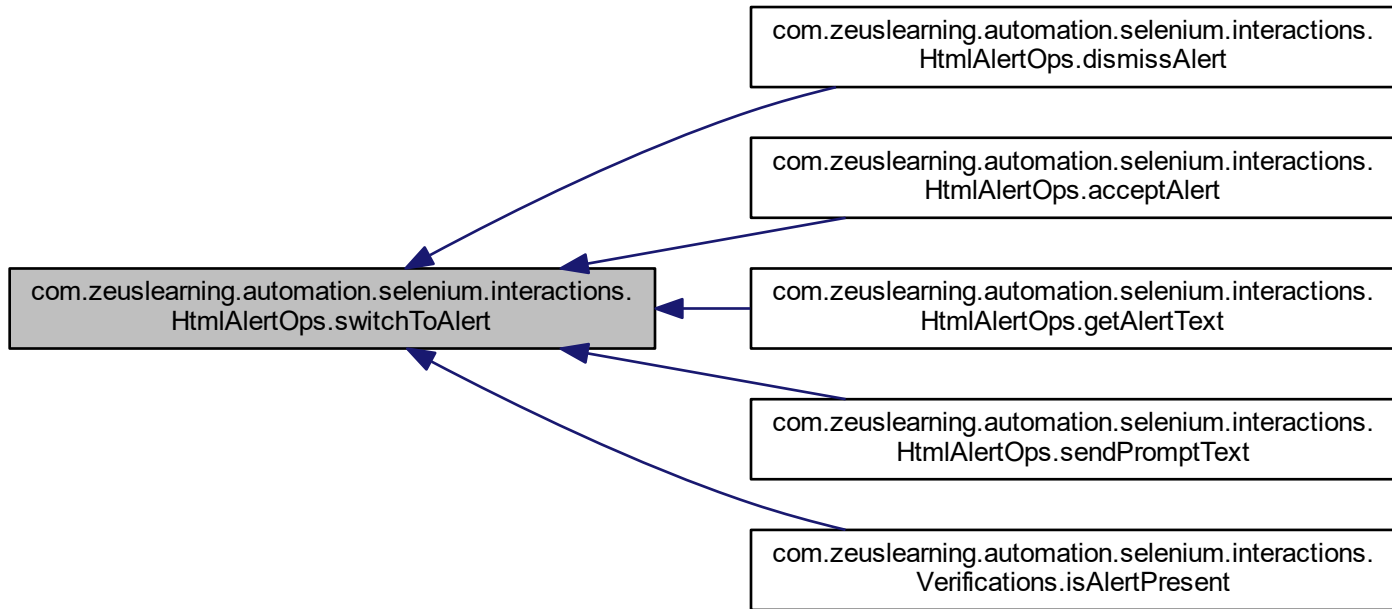 com.zeuslearning.automation.selenium.interactions.
HtmlAlertOps.dismissAlert
com.zeuslearning.automation.selenium.interactions.
HtmlAlertOps.acceptAlert
com.zeuslearning.automation.selenium.interactions.
HtmlAlertOps.switchToAlert
com.zeuslearning.automation.selenium.interactions.
HtmlAlertOps.getAlertText
com.zeuslearning.automation.selenium.interactions.
HtmlAlertOps.sendPromptText
com.zeuslearning.automation.selenium.interactions.
Verifications.isAlertPresent